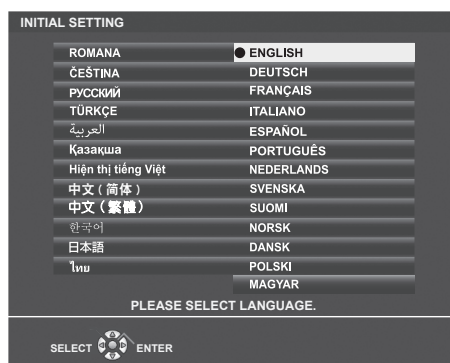 INITIAL SETTING
ROMANA
ČEŠTINA
РУССКИЙ
TÜRKÇE
العربية
Қазақша
Hiện thị tiếng Việt
中文 ( 简体 )
中文 ( 繁體 )
한국어
日本語
ไทย
ENGLISH
DEUTSCH
FRANÇAIS
ITALIANO
ESPAÑOL
PORTUGUÊS
NEDERLANDS
SVENSKA
SUOMI
NORSK
DANSK
POLSKI
MAGYAR
PLEASE SELECT LANGUAGE.
SELECT ENTER